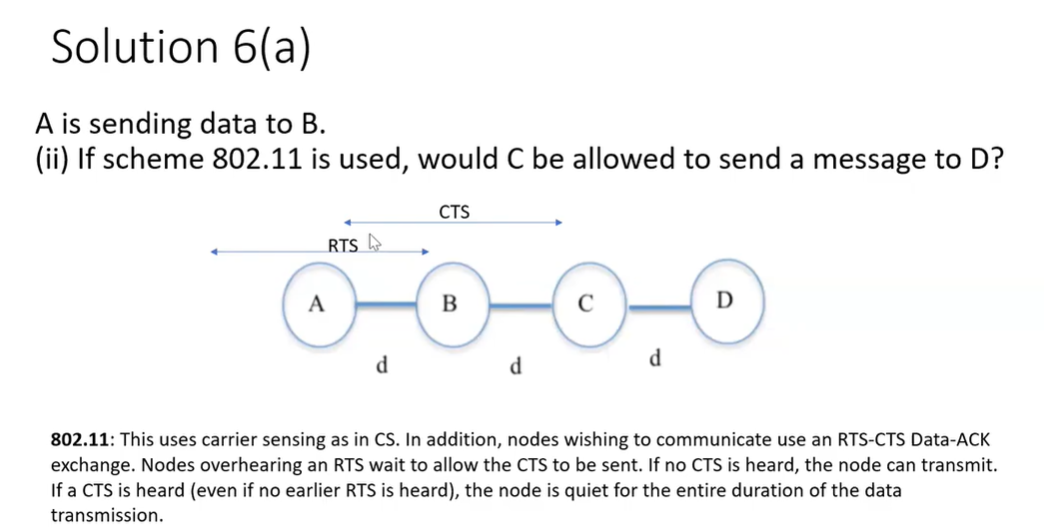 Solution 6(a)
A is sending data to B.
(ii) If scheme 802.11 is used, would C be allowed to send a message to D?
CTS
RTS
A
B
C
D
d
d
d
802.11: This uses carrier sensing as in CS. In addition, nodes wishing to communicate use an RTS-CTS Data-ACK
exchange. Nodes overhearing an RTS wait to allow the CTS to be sent. If no CTS is heard, the node can transmit.
If a CTS is heard (even if no earlier RTS is heard), the node is quiet for the entire duration of the data
transmission.